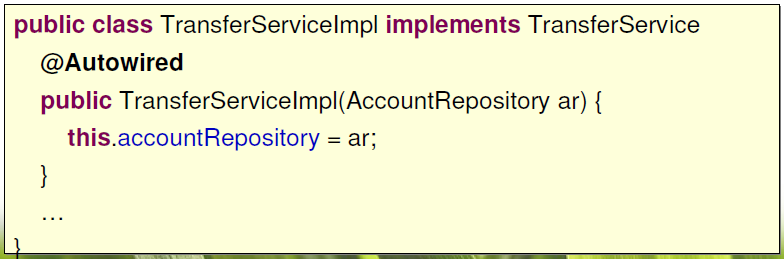 public class TransferServiceImpl implements TransferService
@Autowired
public TransferServiceImpl(AccountRepository ar) {
this.accountRepository = ar;
}
…
}